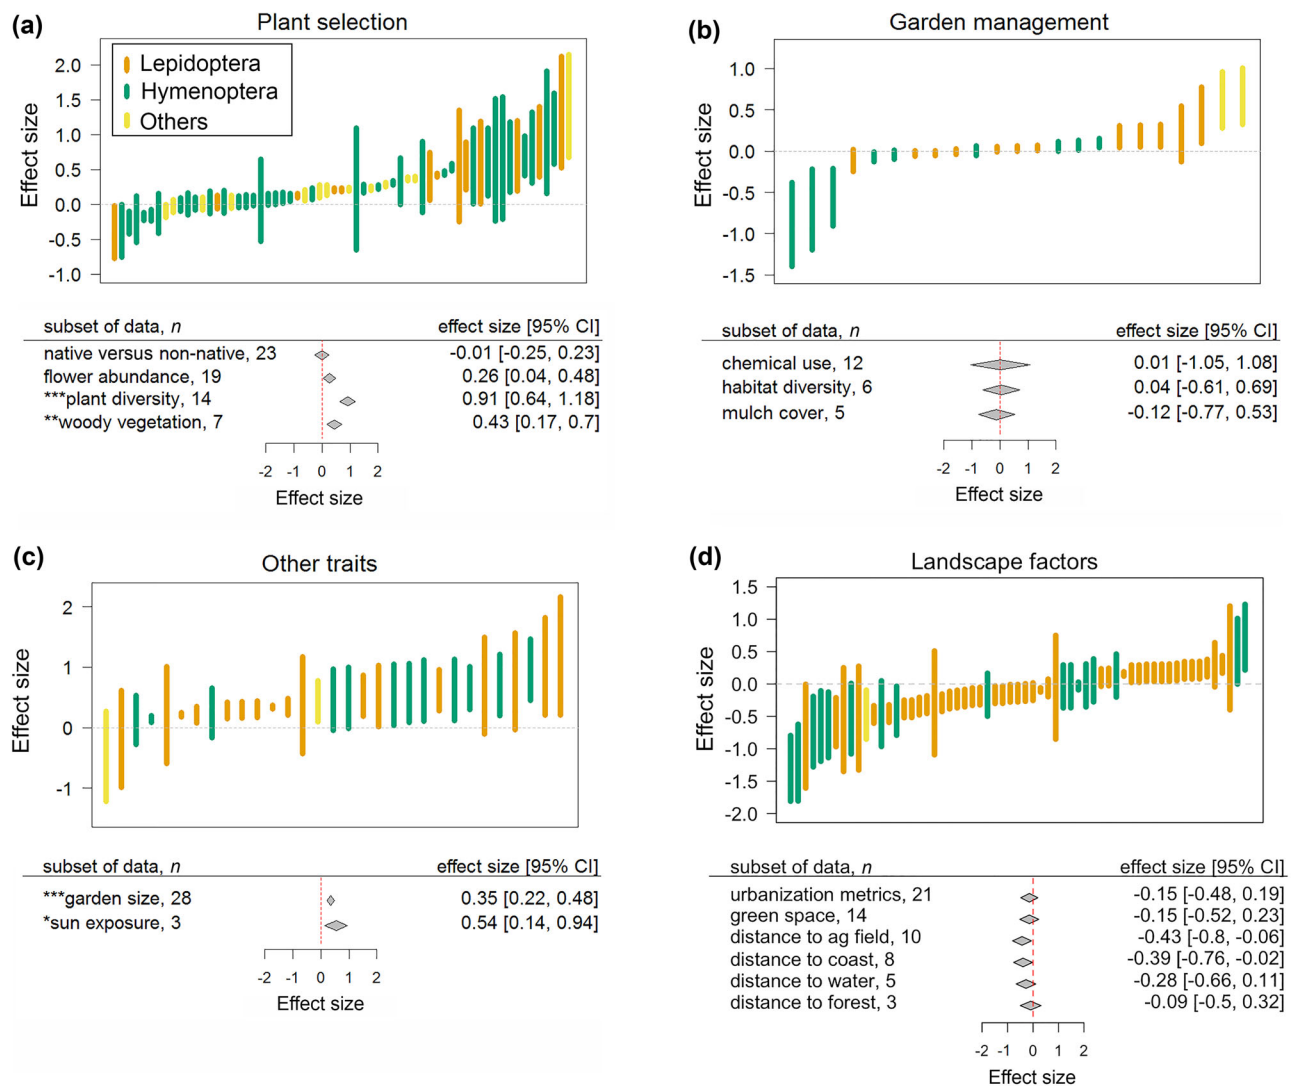 (a)
Plant selection
Effect size
2.0
1.5
1.0
0.5
0.0
-0.5
-1.0
Lepidoptera
Hymenoptera
Others
subset of data, n effect size [95% CI]
native versus non-native, 23 -0.01 [-0.25, 0.23]
flower abundance, 19 0.26 [0.04, 0.48]
***plant diversity, 14 0.91 [0.64, 1.18]
**woody vegetation, 7 0.43 [0.17, 0.7]
-2 -1 0 1 2
Effect size
(b)
Garden management
Effect size
1.0
0.5
0.0
-0.5
-1.0
-1.5
subset of data, n effect size [95% CI]
chemical use, 12 0.01 [-1.05, 1.08]
habitat diversity, 6 0.04 [-0.61, 0.69]
mulch cover, 5 -0.12 [-0.77, 0.53]
-2 -1 0 1 2
Effect size
(c)
Other traits
Effect size
2
1
0
-1
subset of data, n effect size [95% CI]
***garden size, 28 0.35 [0.22, 0.48]
*sun exposure, 3 0.54 [0.14, 0.94]
-2 -1 0 1 2
Effect size
(d)
Landscape factors
Effect size
1.5
1.0
0.5
0.0
-0.5
-1.0
-1.5
-2.0
subset of data, n effect size [95% CI]
urbanization metrics, 21 -0.15 [-0.48, 0.19]
green space, 14 -0.15 [-0.52, 0.23]
distance to ag field, 10 -0.43 [-0.8, -0.06]
distance to coast, 8 -0.39 [-0.76, -0.02]
distance to water, 5 -0.28 [-0.66, 0.11]
distance to forest, 3 -0.09 [-0.5, 0.32]
-2 -1 0 1 2
Effect size